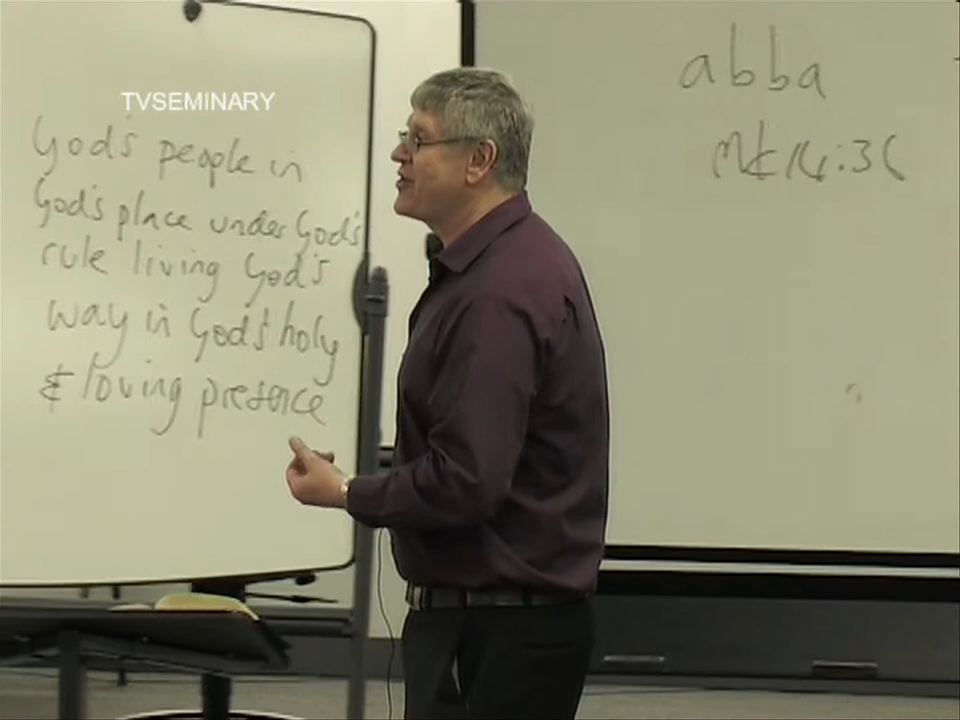 TVSEMINARY
God's people in
God's place under God's
rule living God's
way in God's holy
& loving presence
abba
Mk 14:36